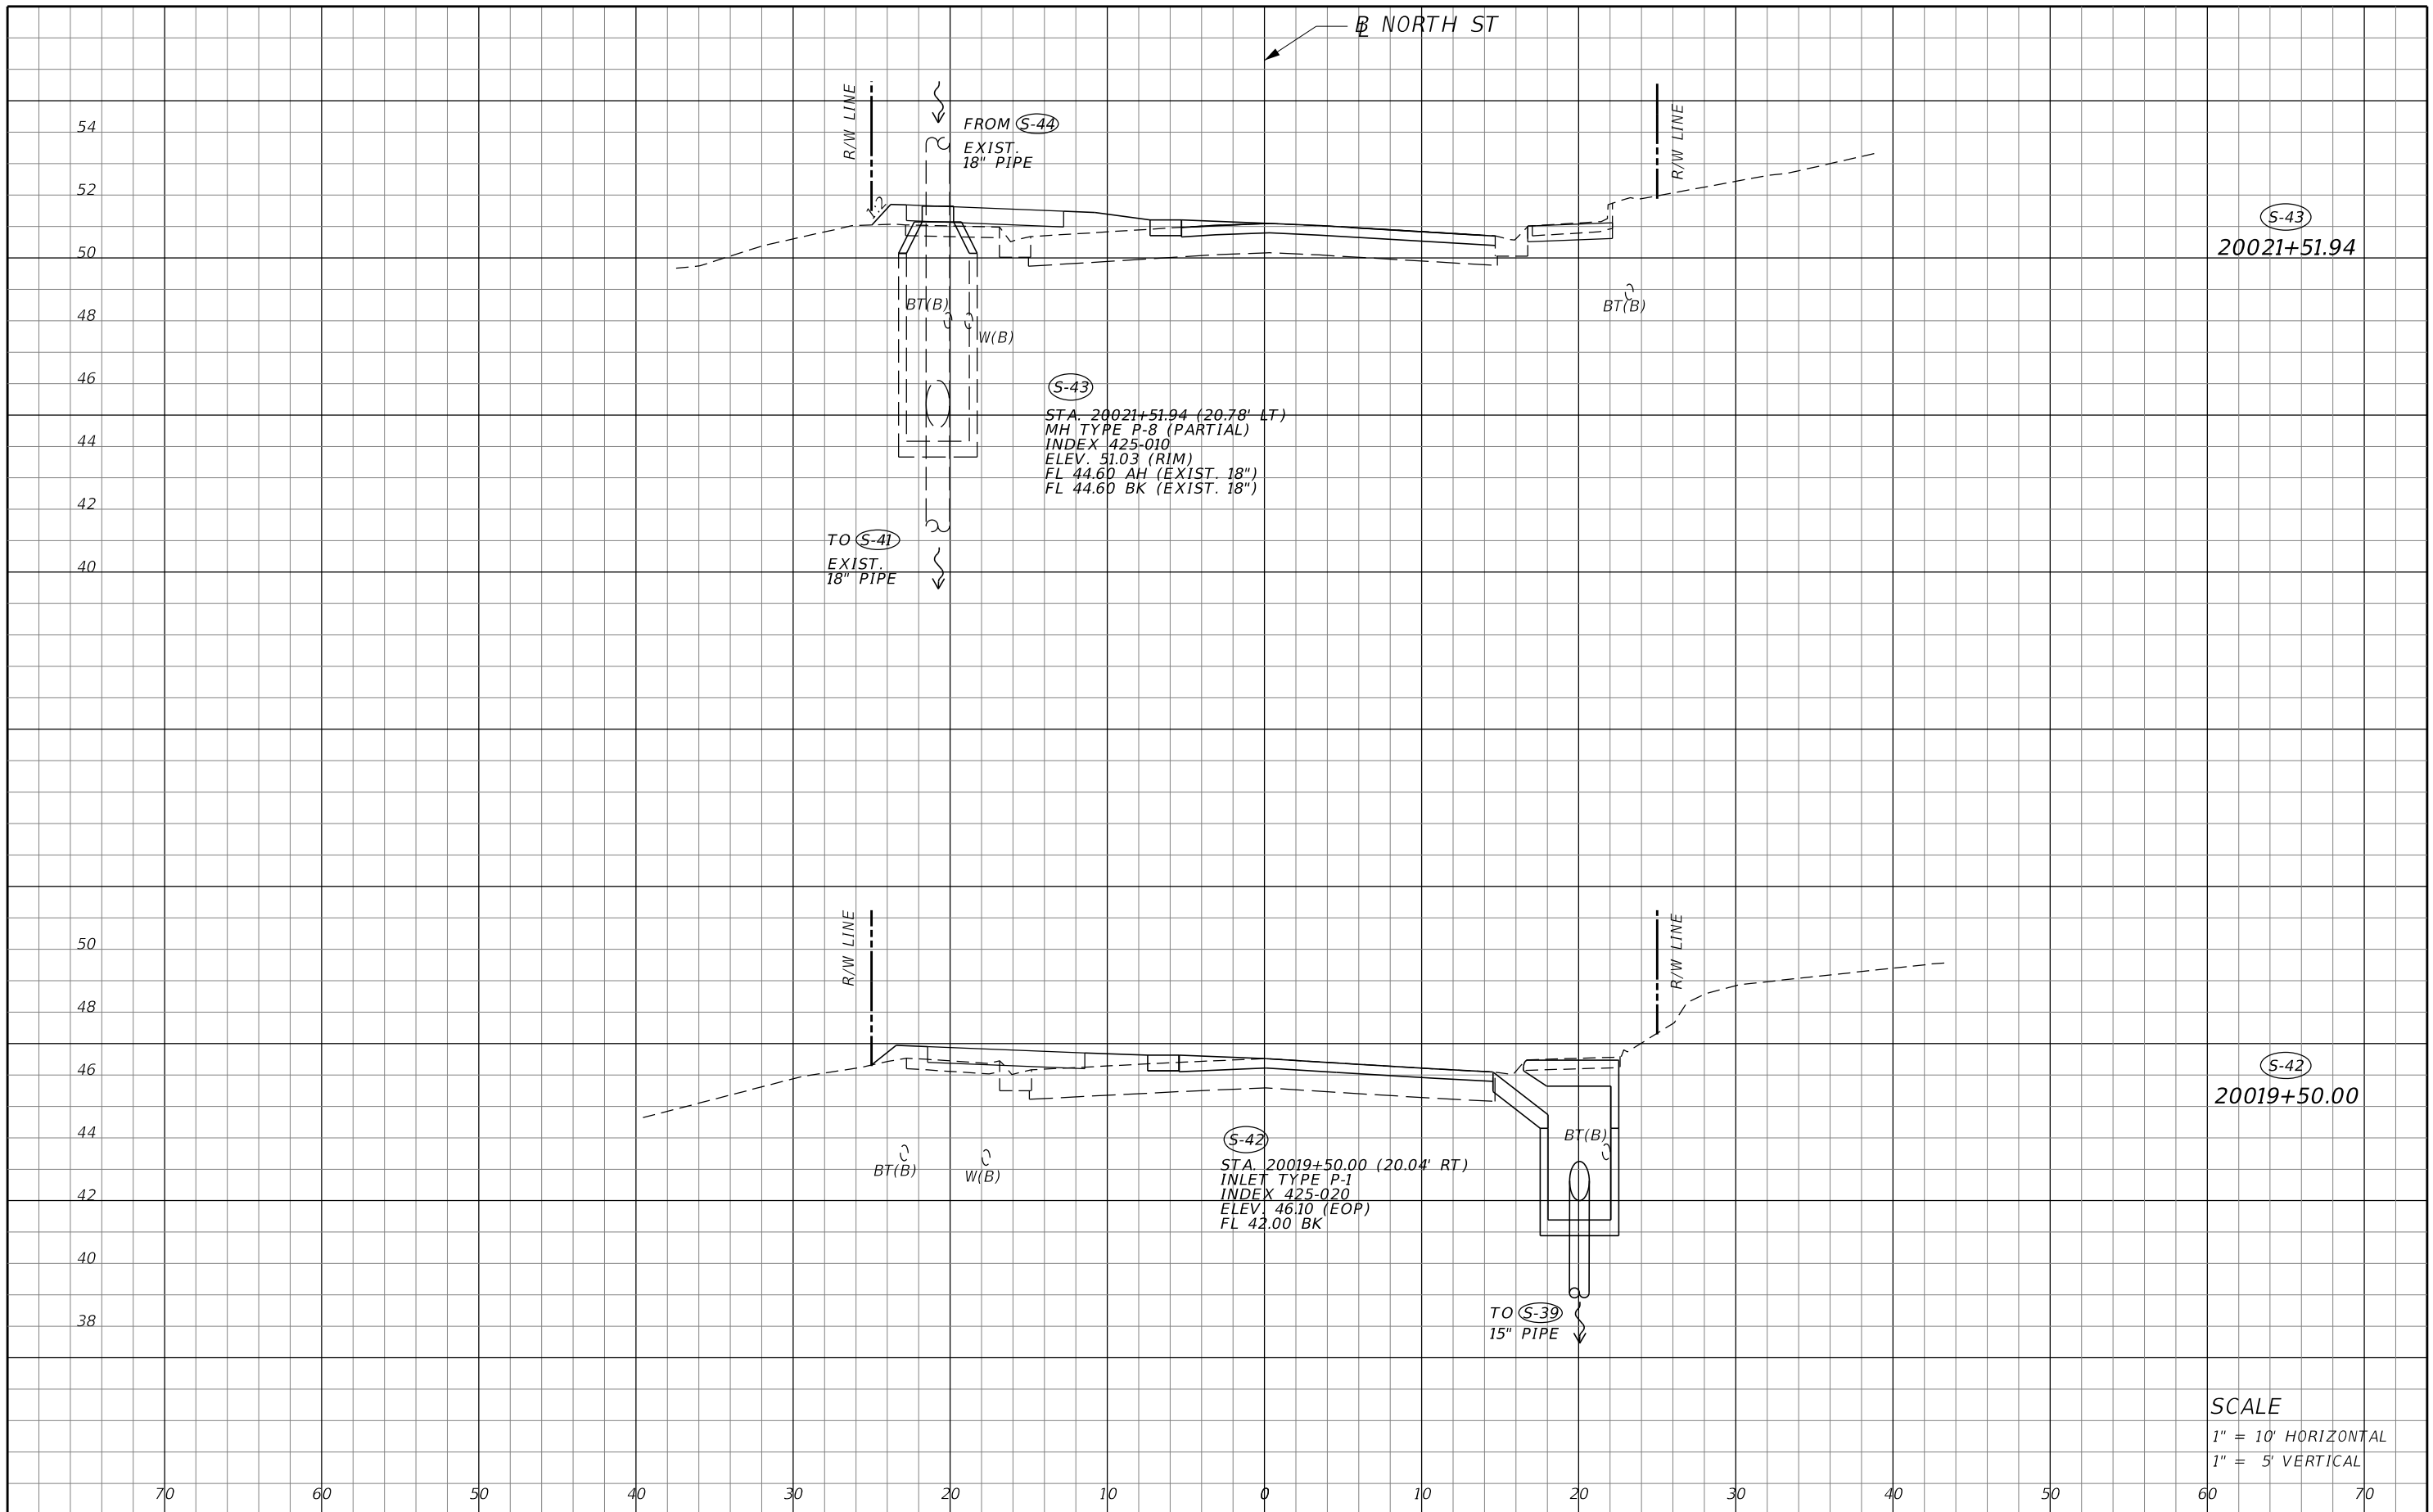 BL NORTH ST
R/W LINE
FROM S-44
EXIST.
18" PIPE
R/W LINE
1:2
54
52
50
48
46
44
42
40
S-43
20021+51.94
BT(B)
W(B)
BT(B)
S-43
STA. 20021+51.94 (20.78' LT)
MH TYPE P-8 (PARTIAL)
INDEX 425-010
ELEV. 51.03 (RIM)
FL 44.60 AH (EXIST. 18")
FL 44.60 BK (EXIST. 18")
TO S-41
EXIST.
18" PIPE
R/W LINE
R/W LINE
50
48
46
44
42
40
38
S-42
20019+50.00
BT(B)
W(B)
BT(B)
S-42
STA. 20019+50.00 (20.04' RT)
INLET TYPE P-1
INDEX 425-020
ELEV. 46.10 (EOP)
FL 42.00 BK
TO S-39
15" PIPE
SCALE
1" = 10' HORIZONTAL
1" = 5' VERTICAL
70 60 50 40 30 20 10 0 10 20 30 40 50 60 70